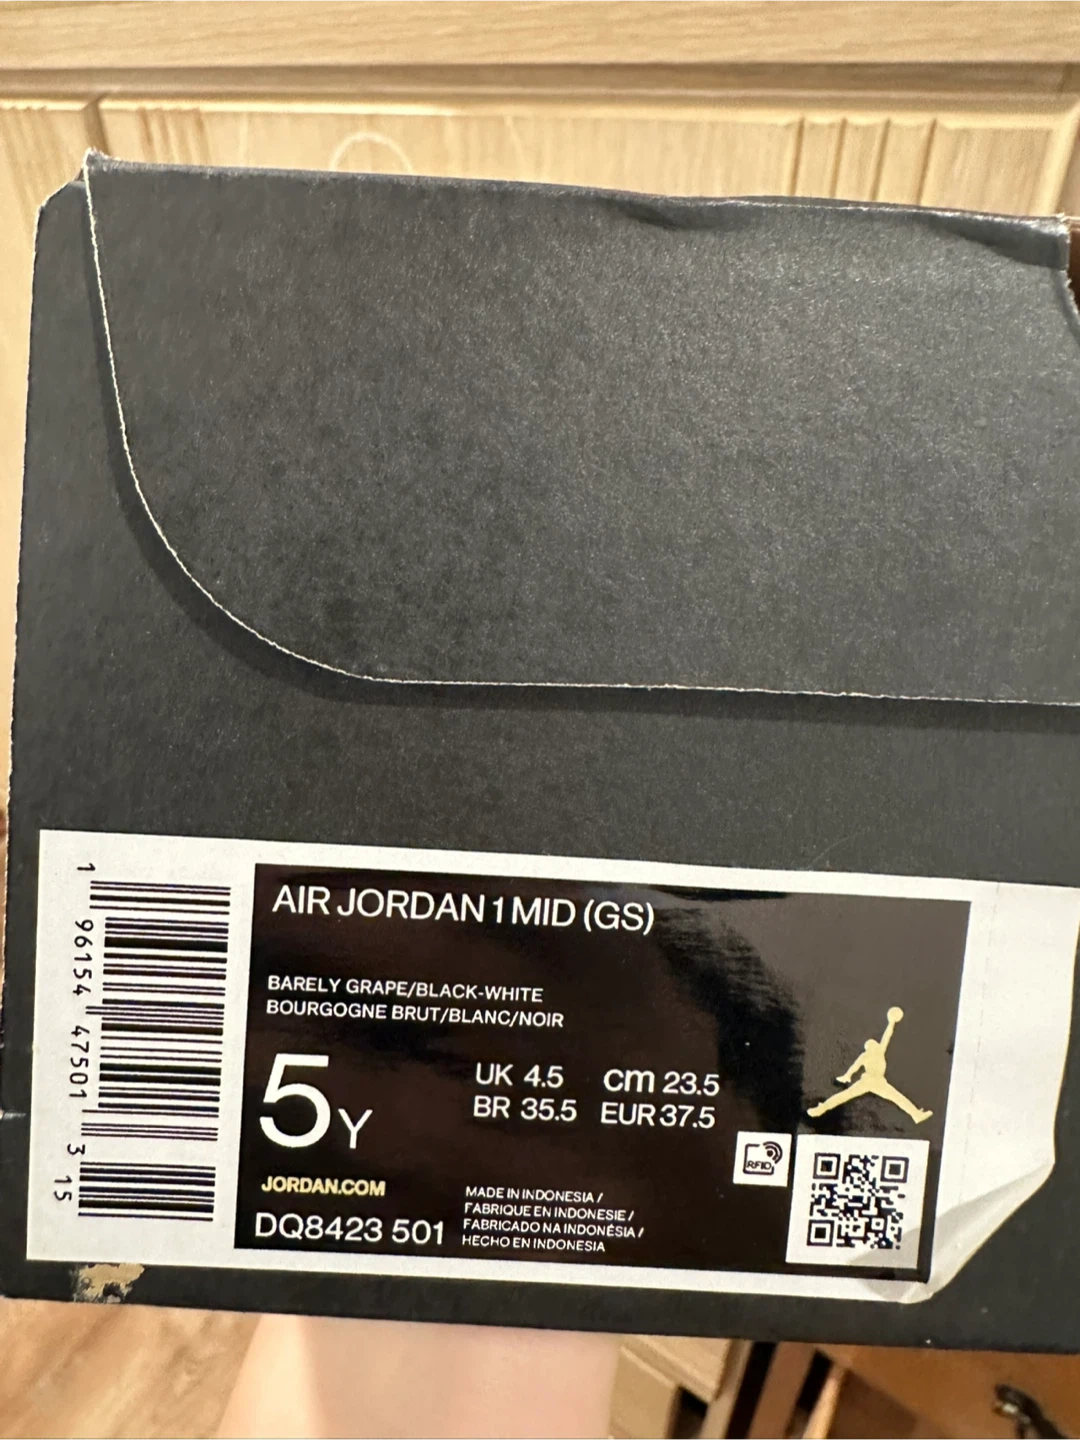 AIR JORDAN 1 MID (GS)
BARELY GRAPE/BLACK-WHITE
BOURGOGNE BRUT/BLANC/NOIR
5Y
UK 4.5 cm 23.5
BR 35.5 EUR 37.5
RFID
JORDAN.COM
DQ8423 501
MADE IN INDONESIA /
FABRIQUE EN INDONESIE /
FABRICADO NA INDONÉSIA /
HECHO EN INDONESIA
1 96154 47501 3 15